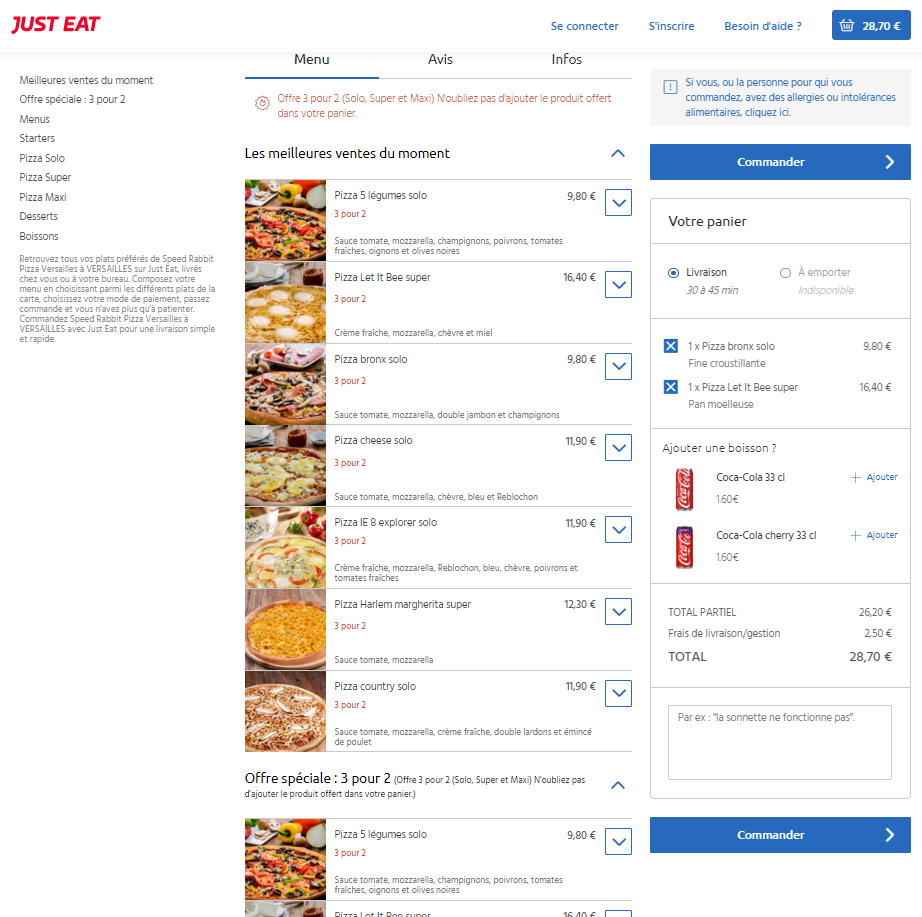 JUST EAT
Se connecter
S'inscrire
Besoin d'aide ?
28,70 €
Meilleures ventes du moment
Offre spéciale : 3 pour 2
Menus
Starters
Pizza Solo
Pizza Super
Pizza Maxi
Desserts
Boissons
Retrouvez tous vos plats préférés de Speed Rabbit
Pizza Versailles à VERSAILLES sur Just Eat, livrés
chez vous ou à votre bureau. Composez votre
menu en choisissant parmi les différents plats de la
carte, choisissez votre mode de paiement, passez
commande et vous n'avez plus qu'à patienter.
Commandez Speed Rabbit Pizza Versailles à
VERSAILLES avec Just Eat pour une livraison simple
et rapide.
Menu
Avis
Infos
Offre 3 pour 2 (Solo, Super et Maxi) N'oubliez pas d'ajouter le produit offert
dans votre panier.
Les meilleures ventes du moment
Pizza 5 légumes solo
9,80 €
3 pour 2
Sauce tomate, mozzarella, champignons, poivrons, tomates
fraîches, oignons et olives noires
Pizza Let It Bee super
16,40 €
3 pour 2
Crème fraîche, mozzarella, chèvre et miel
Pizza bronx solo
9,80 €
3 pour 2
Sauce tomate, mozzarella, double jambon et champignons
Pizza cheese solo
11,90 €
3 pour 2
Sauce tomate, mozzarella, chèvre, bleu et Reblochon
Pizza IE 8 explorer solo
11,90 €
3 pour 2
Crème fraîche, mozzarella, Reblochon, bleu, chèvre, poivrons et
tomates fraîches
Pizza Harlem margherita super
12,30 €
3 pour 2
Sauce tomate, mozzarella
Pizza country solo
11,90 €
3 pour 2
Sauce tomate, mozzarella, crème fraîche, double lardons et émincé
de poulet
Offre spéciale : 3 pour 2 (Offre 3 pour 2 (Solo, Super et Maxi) N'oubliez pas
d'ajouter le produit offert dans votre panier.)
Pizza 5 légumes solo
9,80 €
3 pour 2
Sauce tomate, mozzarella, champignons, poivrons, tomates
fraîches, oignons et olives noires
Pizza Let It Bee super
16,40 €
Si vous, ou la personne pour qui vous
commandez, avez des allergies ou intolérances
alimentaires, cliquez ici.
Commander
Votre panier
Livraison
30 à 45 min
À emporter
Indisponible
1 x Pizza bronx solo
9,80 €
Fine croustillante
1 x Pizza Let It Bee super
16,40 €
Pan moelleuse
Ajouter une boisson ?
Coca-Cola 33 cl
Ajouter
1.60€
Coca-Cola cherry 33 cl
Ajouter
1.60€
TOTAL PARTIEL
26,20 €
Frais de livraison/gestion
2,50 €
TOTAL
28,70 €
Par ex : "la sonnette ne fonctionne pas".
Commander